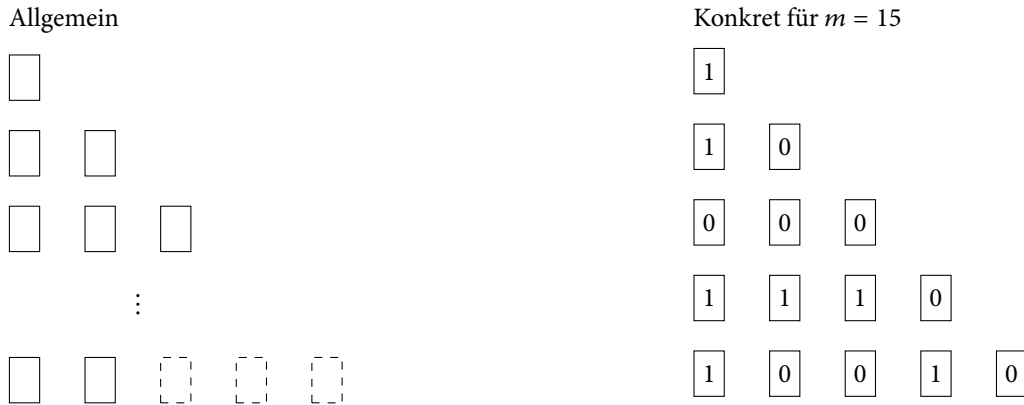 Allgemein
Konkret für m = 15
1
1 0
0 0 0
⋮
1 1 1 0
1 0 0 1 0